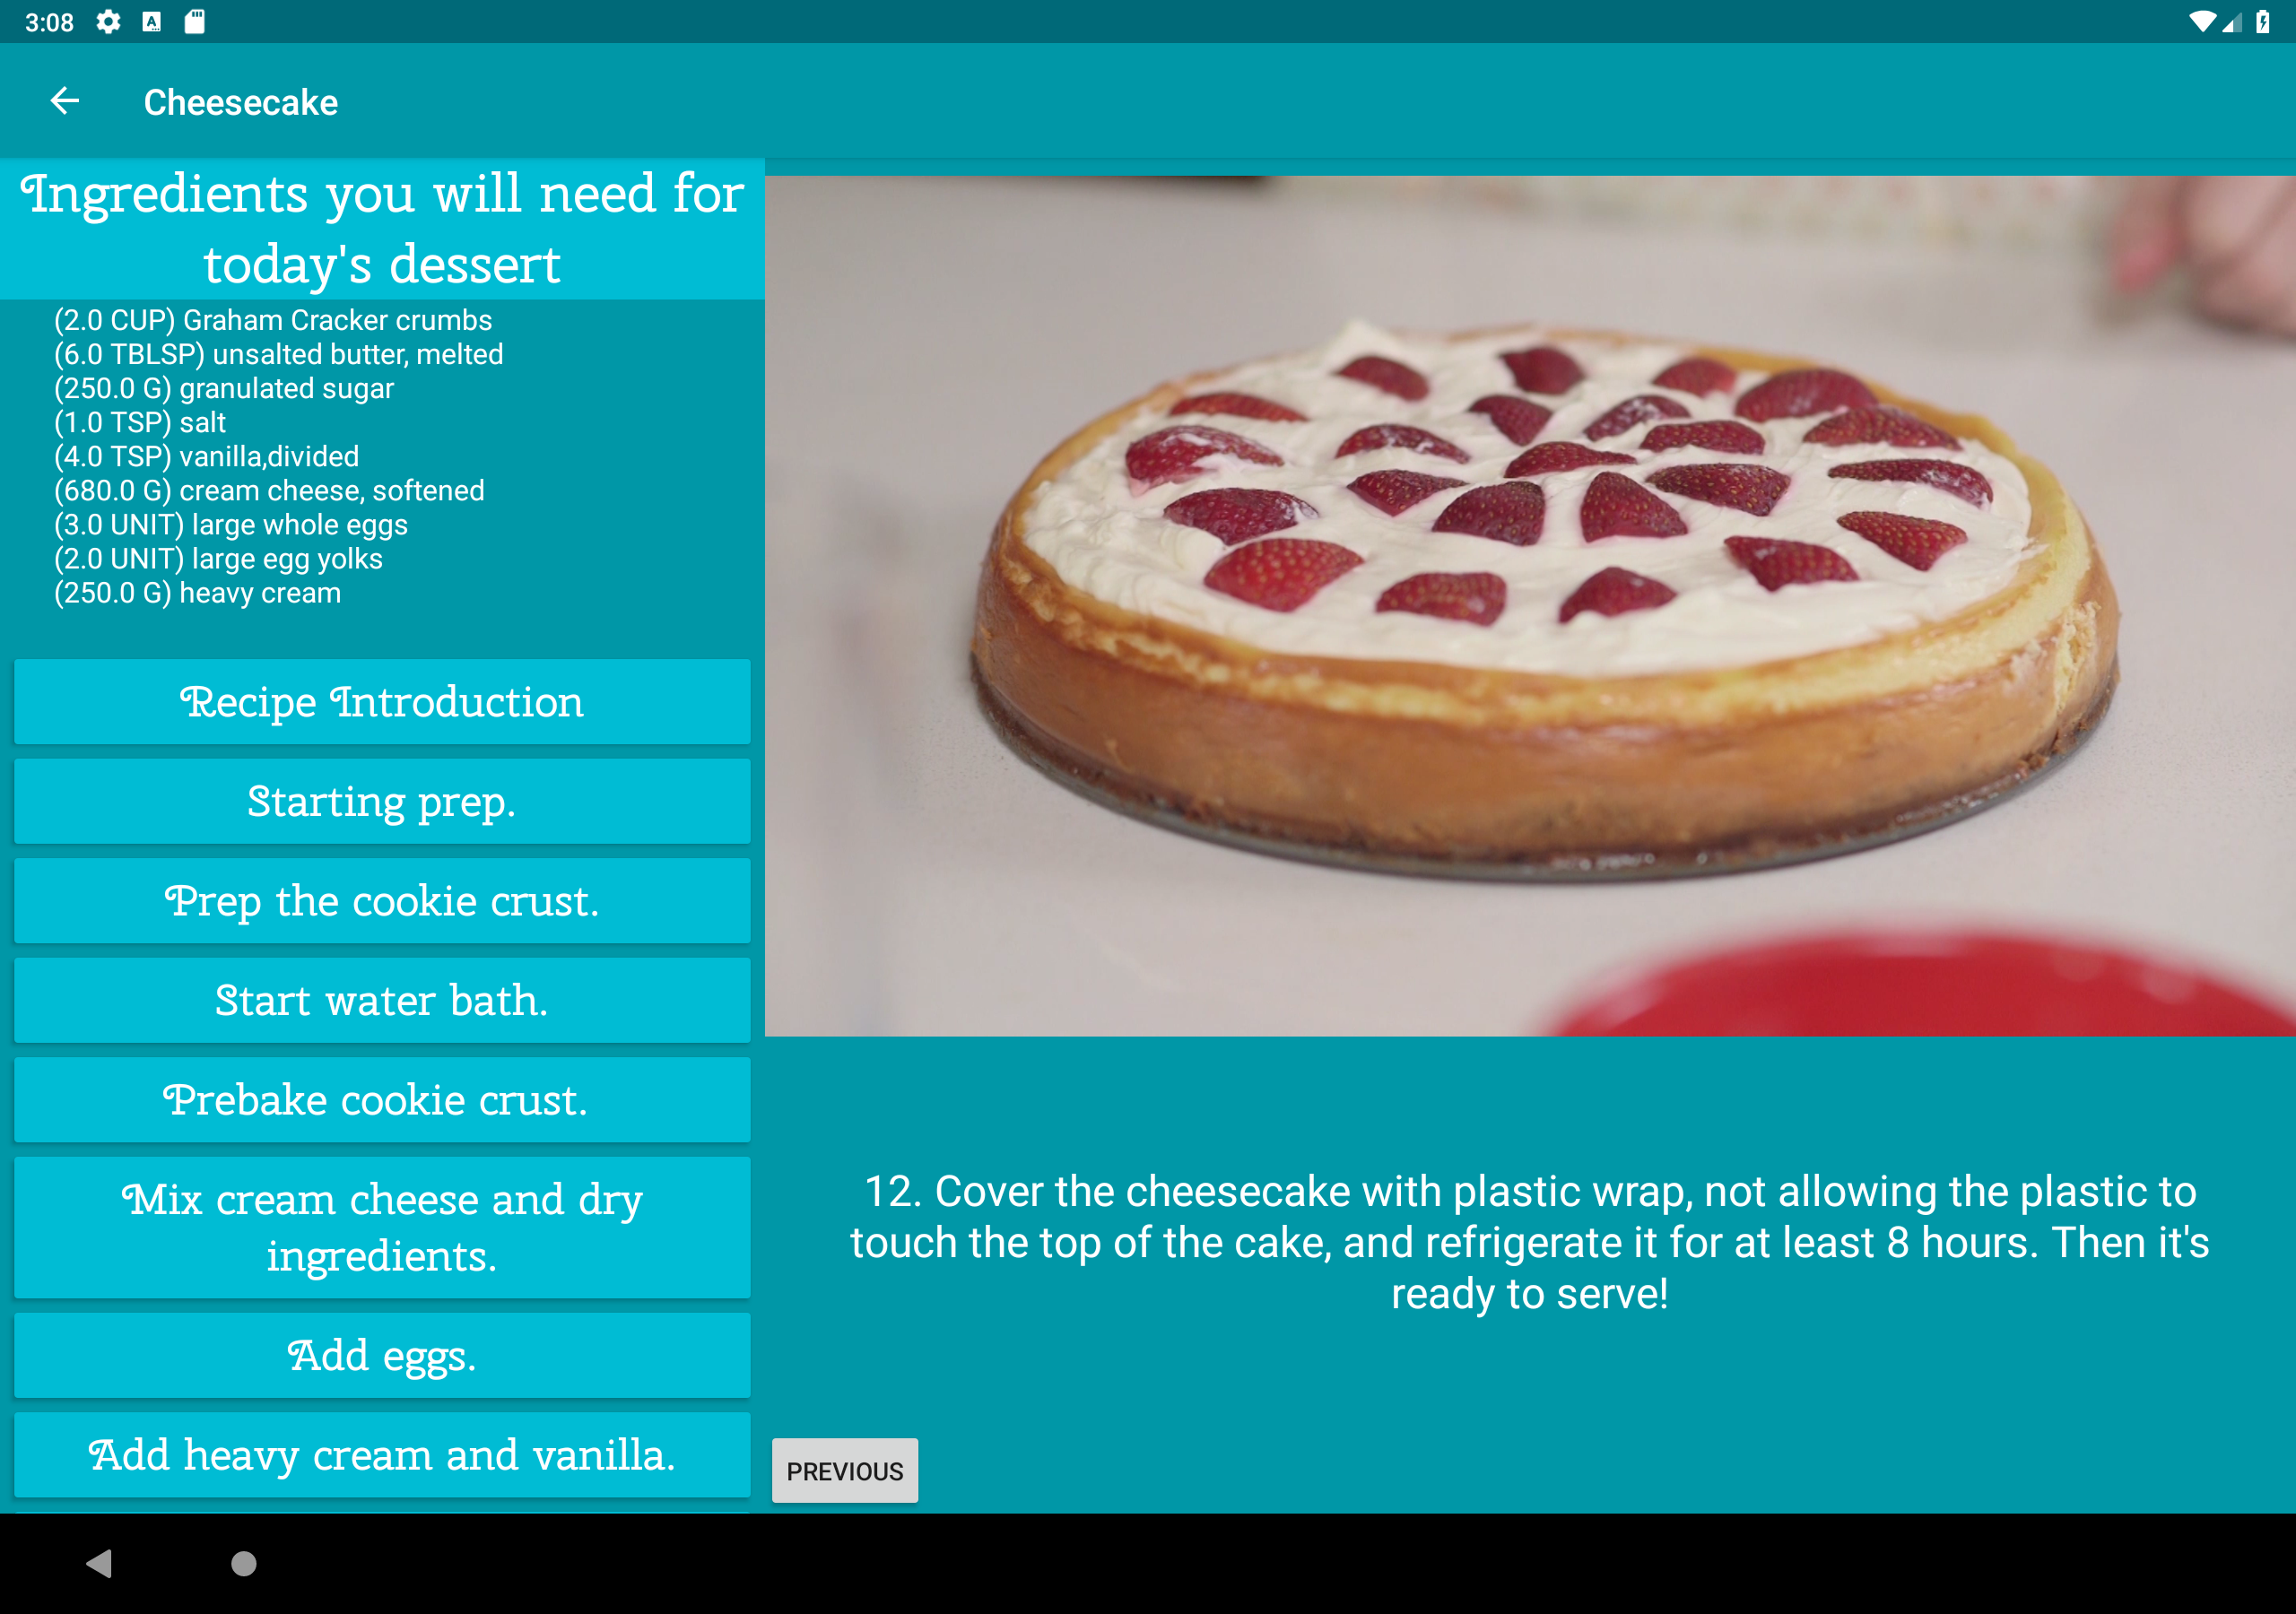 3:08
Cheesecake
Ingredients you will need for
today's dessert
(2.0 CUP) Graham Cracker crumbs
(6.0 TBLSP) unsalted butter, melted
(250.0 G) granulated sugar
(1.0 TSP) salt
(4.0 TSP) vanilla,divided
(680.0 G) cream cheese, softened
(3.0 UNIT) large whole eggs
(2.0 UNIT) large egg yolks
(250.0 G) heavy cream
Recipe Introduction
Starting prep.
Prep the cookie crust.
Start water bath.
Prebake cookie crust.
Mix cream cheese and dry
ingredients.
Add eggs.
Add heavy cream and vanilla.
12. Cover the cheesecake with plastic wrap, not allowing the plastic to
touch the top of the cake, and refrigerate it for at least 8 hours. Then it's
ready to serve!
PREVIOUS